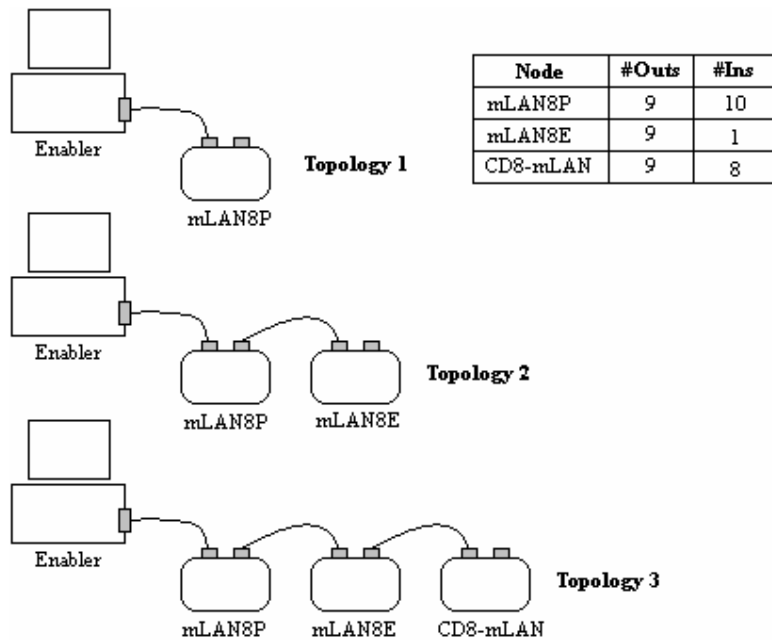 Node #Outs #Ins
mLAN8P 9 10
mLAN8E 9 1
CD8-mLAN 9 8
Enabler
Topology 1
mLAN8P
Enabler
Topology 2
mLAN8P mLAN8E
Enabler
Topology 3
mLAN8P mLAN8E CD8-mLAN